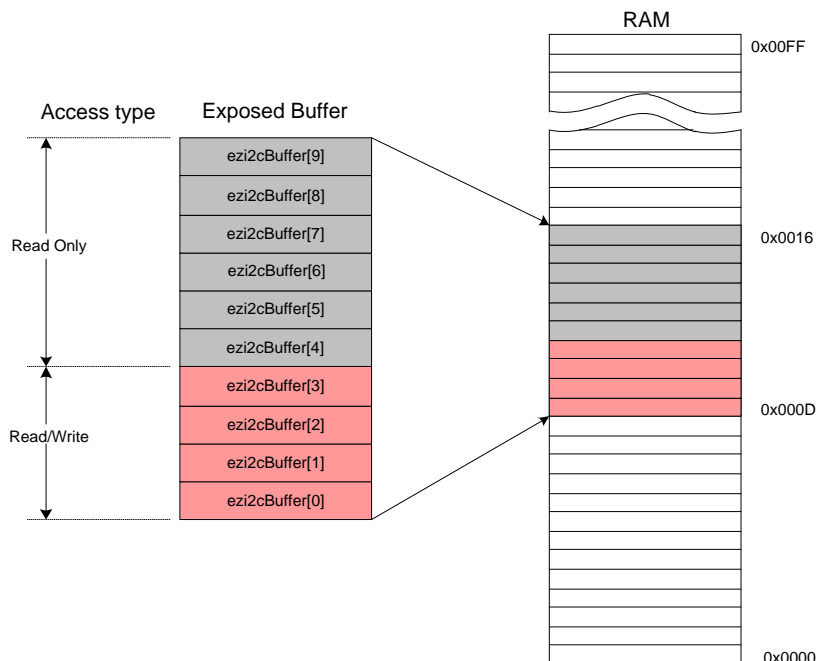 RAM
0x00FF
Access type
Exposed Buffer
ezi2cBuffer[9]
ezi2cBuffer[8]
ezi2cBuffer[7]
ezi2cBuffer[6]
ezi2cBuffer[5]
ezi2cBuffer[4]
ezi2cBuffer[3]
ezi2cBuffer[2]
ezi2cBuffer[1]
ezi2cBuffer[0]
Read Only
Read/Write
0x0016
0x000D
0x0000